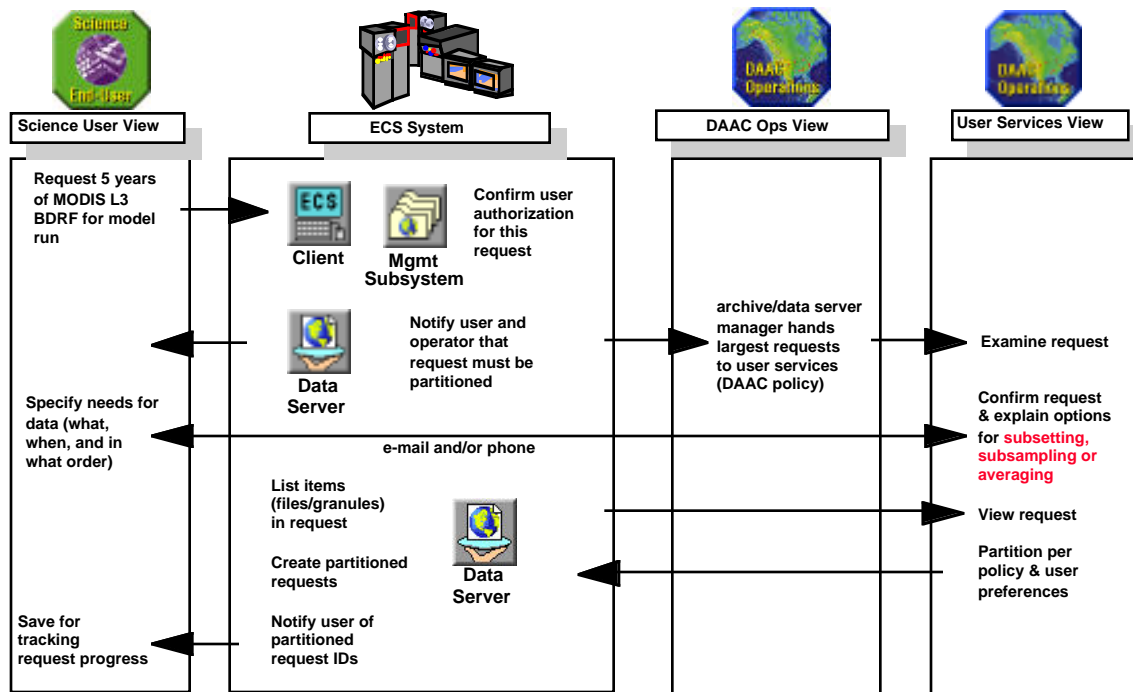 Science
End-User
DAAC
Operations
DAAC
Operations
Science User View
ECS System
DAAC Ops View
User Services View
Request 5 years
of MODIS L3
BDRF for model
run
ECS
Client
Mgmt
Subsystem
Confirm user
authorization
for this
request
Data
Server
Notify user and
operator that
request must be
partitioned
archive/data server
manager hands
largest requests
to user services
(DAAC policy)
Examine request
Specify needs for
data (what,
when, and in
what order)
e-mail and/or phone
Confirm request
& explain options
for subsetting,
subsampling or
averaging
List items
(files/granules)
in request
View request
Create partitioned
requests
Data
Server
Partition per
policy & user
preferences
Notify user of
partitioned
request IDs
Save for
tracking
request progress